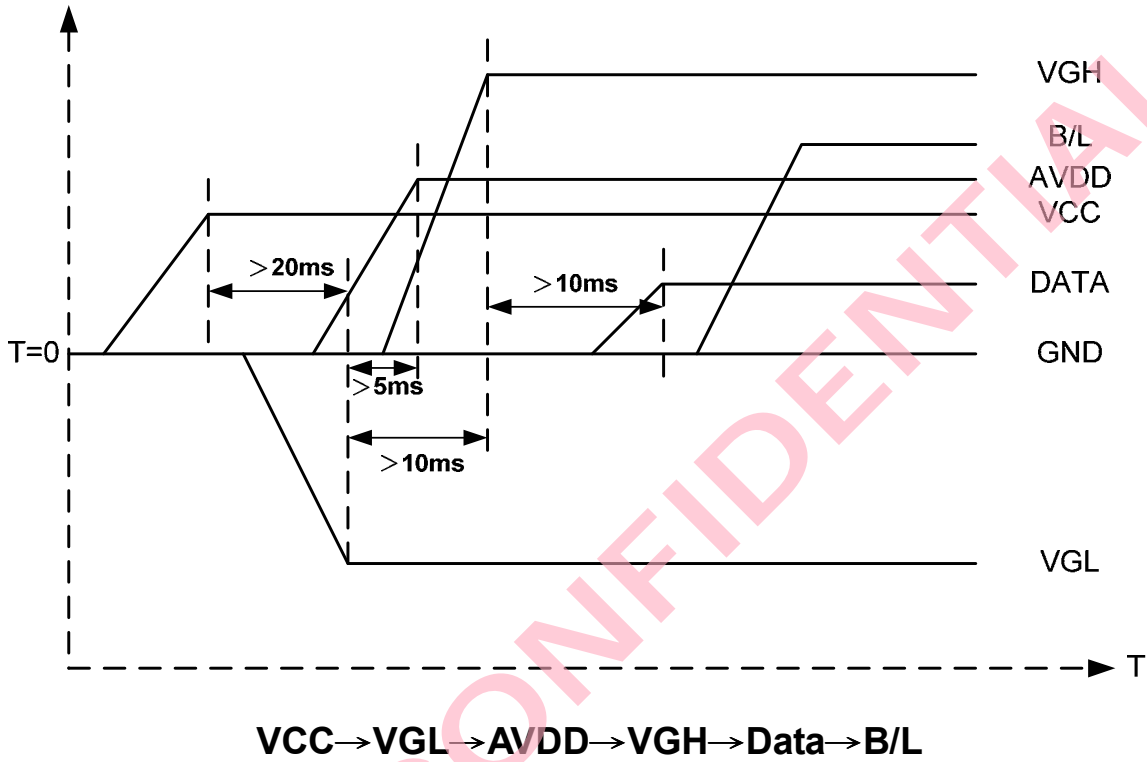 VGH
B/L
AVDD
VCC
>20ms
>10ms
DATA
T=0
GND
>5ms
>10ms
VGL
T
VCC→VGL→AVDD→VGH→Data→B/L
CONFIDENTIAL